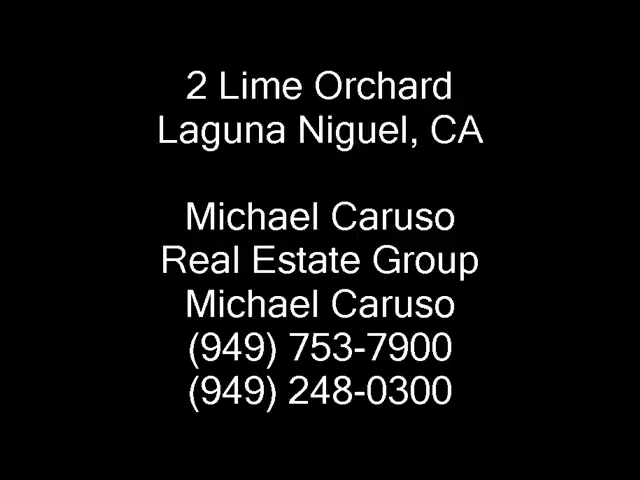 2 Lime Orchard
Laguna Niguel, CA
Michael Caruso
Real Estate Group
Michael Caruso
(949) 753-7900
(949) 248-0300